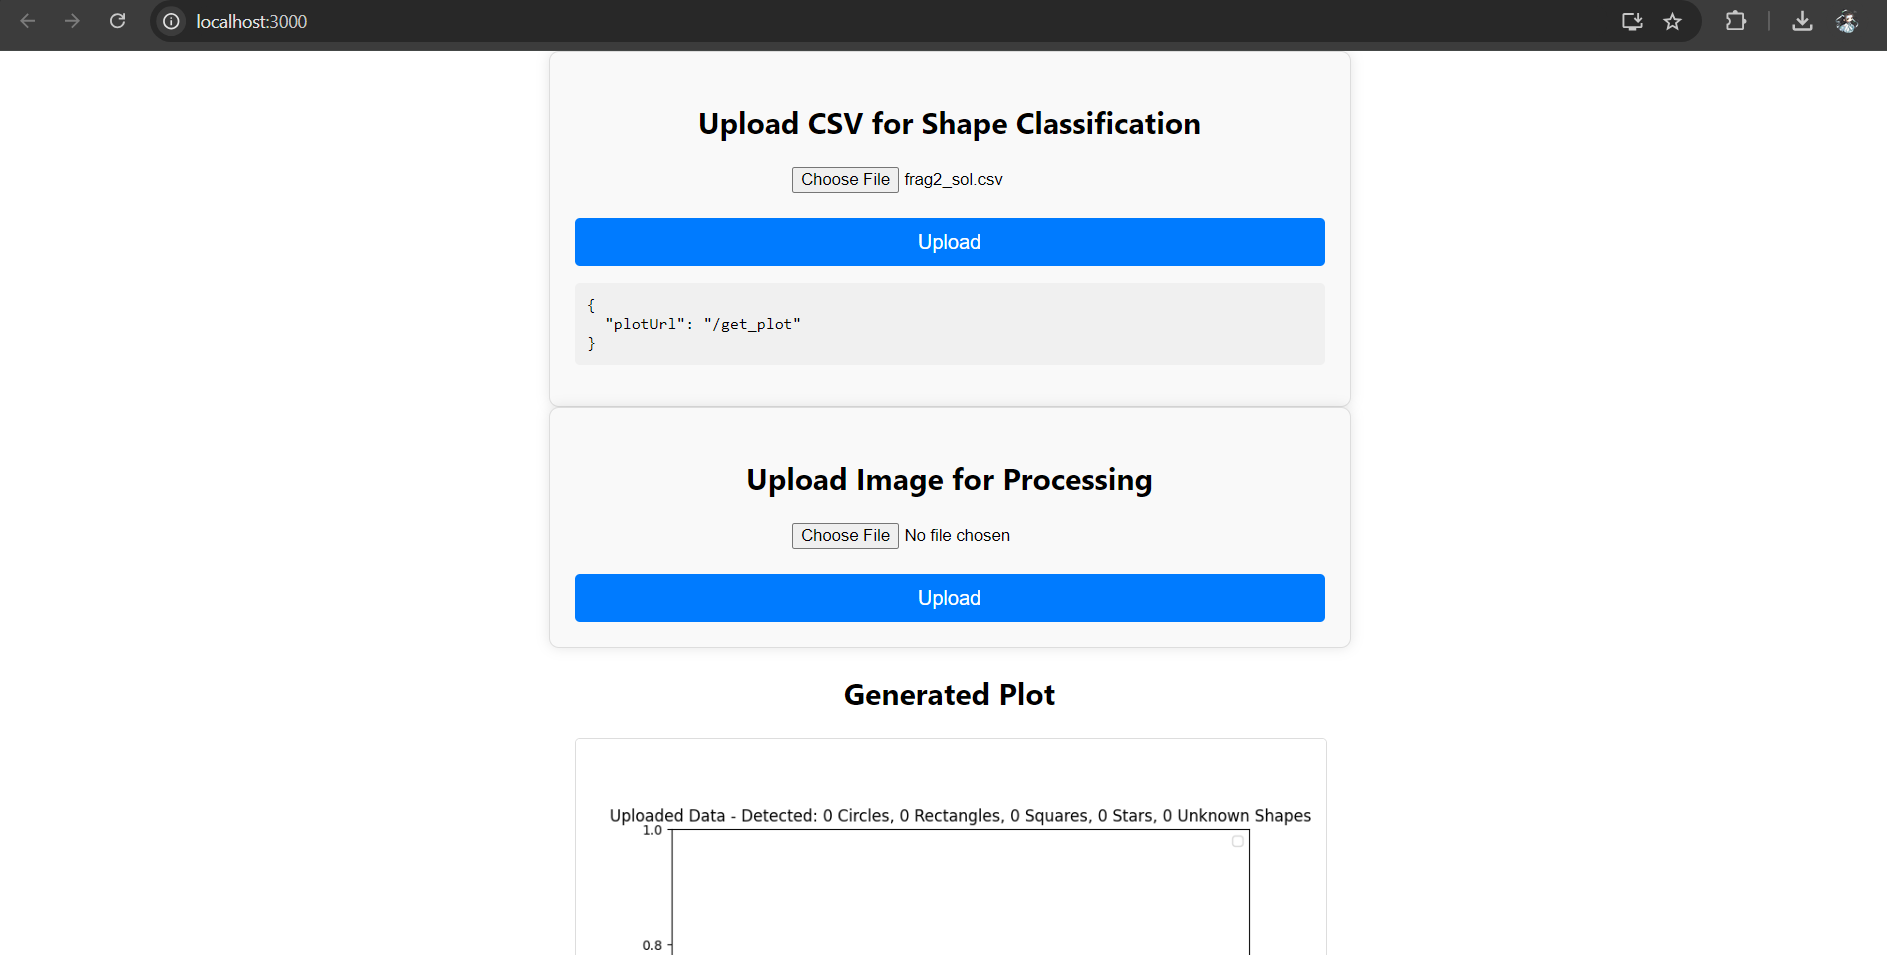 localhost:3000
Upload CSV for Shape Classification
Choose File frag2_sol.csv
Upload
{
  "plotUrl": "/get_plot"
}
Upload Image for Processing
Choose File No file chosen
Upload
Generated Plot
Uploaded Data - Detected: 0 Circles, 0 Rectangles, 0 Squares, 0 Stars, 0 Unknown Shapes
1.0
0.8